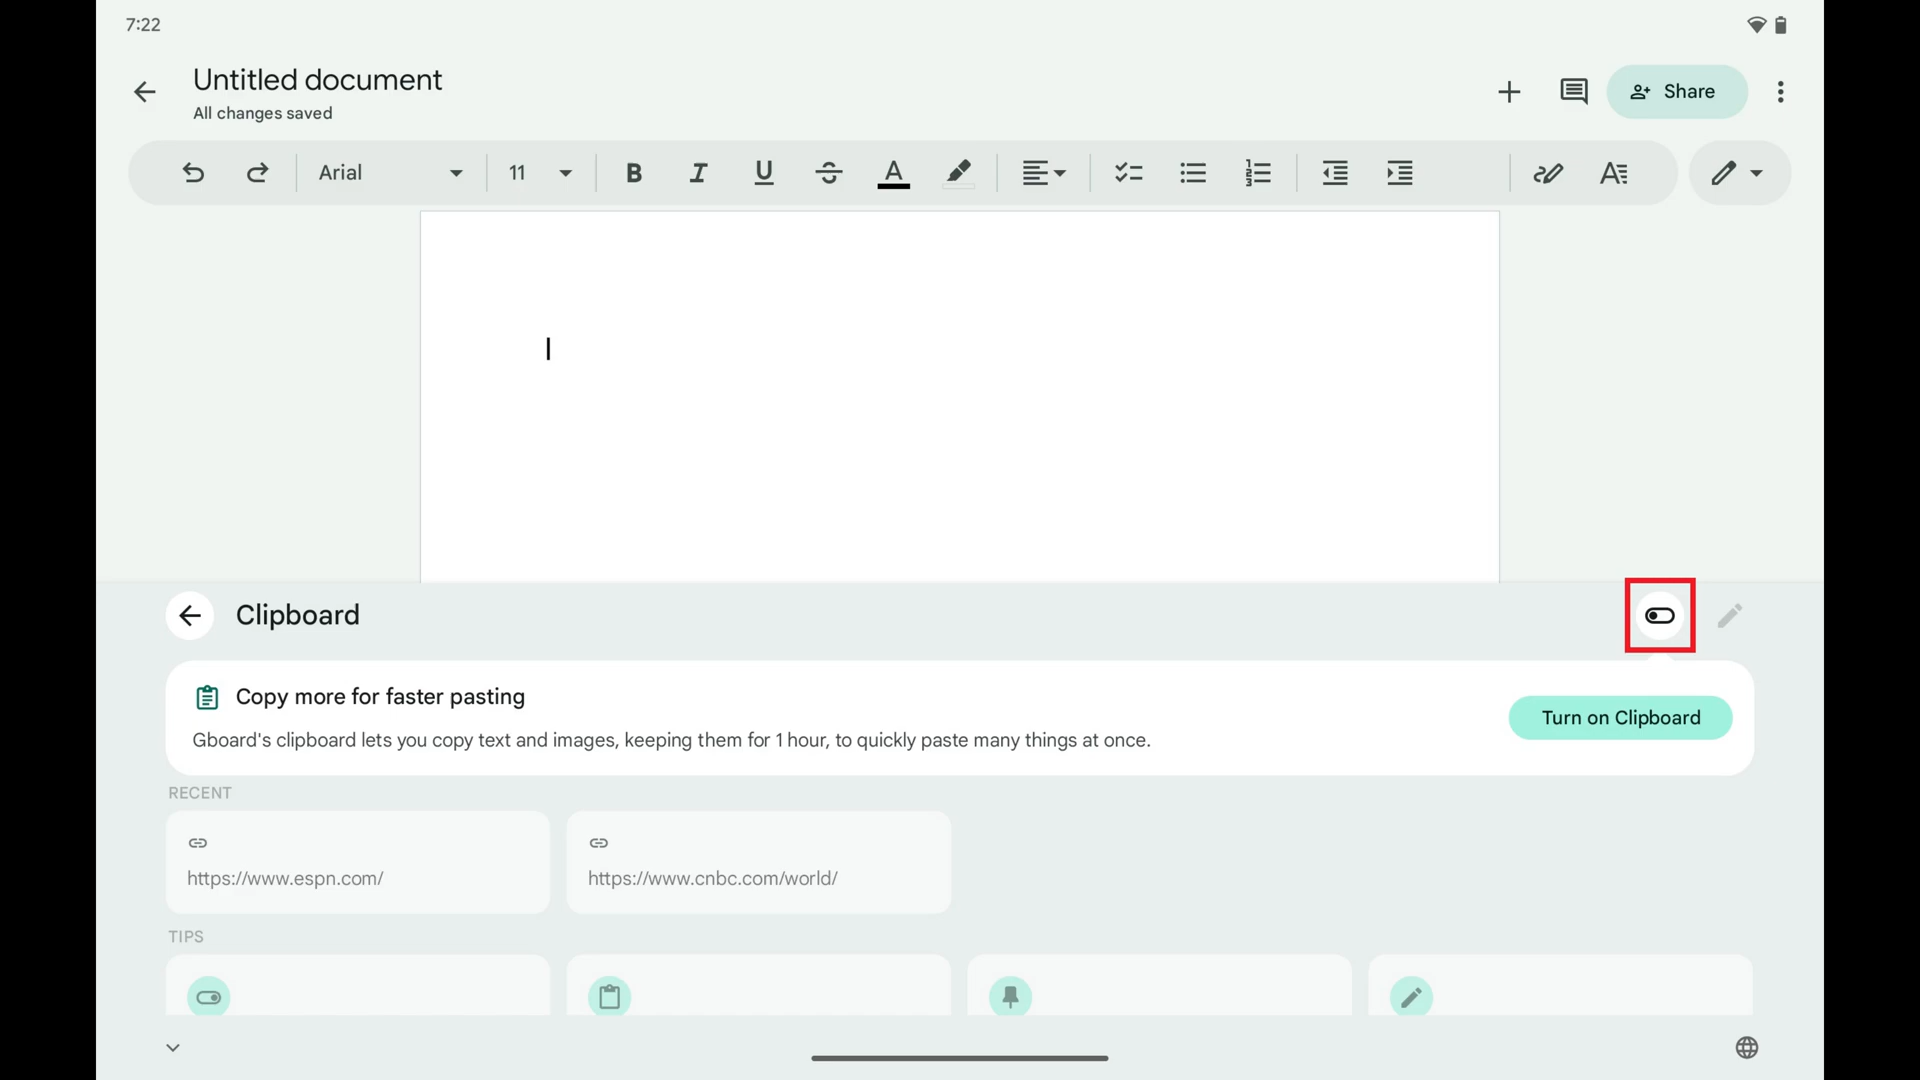 7:22
Untitled document
All changes saved
Share
Arial
11
Clipboard
Copy more for faster pasting
Gboard's clipboard lets you copy text and images, keeping them for 1 hour, to quickly paste many things at once.
Turn on Clipboard
RECENT
https://www.espn.com/
https://www.cnbc.com/world/
TIPS